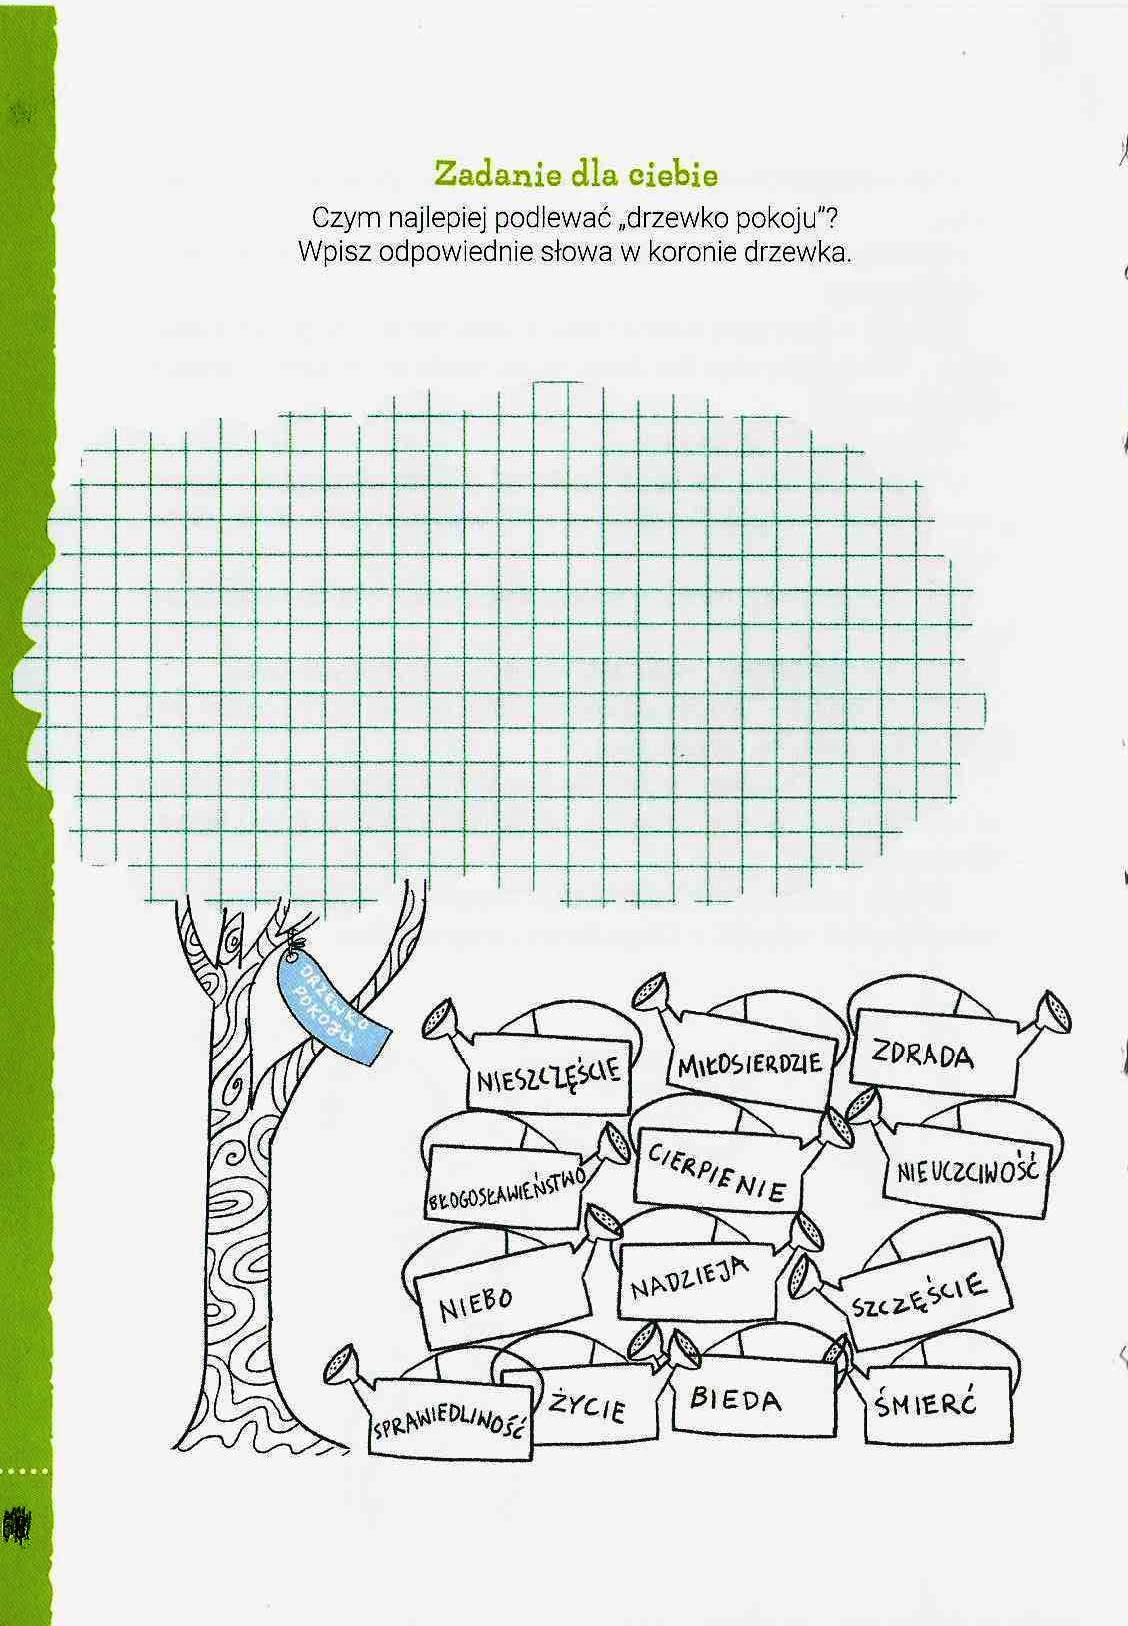 Zadanie dla ciebie
Czym najlepiej podlewać „drzewko pokoju”?
Wpisz odpowiednie słowa w koronie drzewka.
DRZEWKO
POKOJU
NIESZCZĘŚCIE
MIŁOSIERDZIE
ZDRADA
BŁOGOSŁAWIEŃSTWO
CIERPIENIE
NIEUCZCIWOŚĆ
NIEBO
NADZIEJA
SZCZĘŚCIE
SPRAWIEDLIWOŚĆ
ŻYCIE
BIEDA
ŚMIERĆ